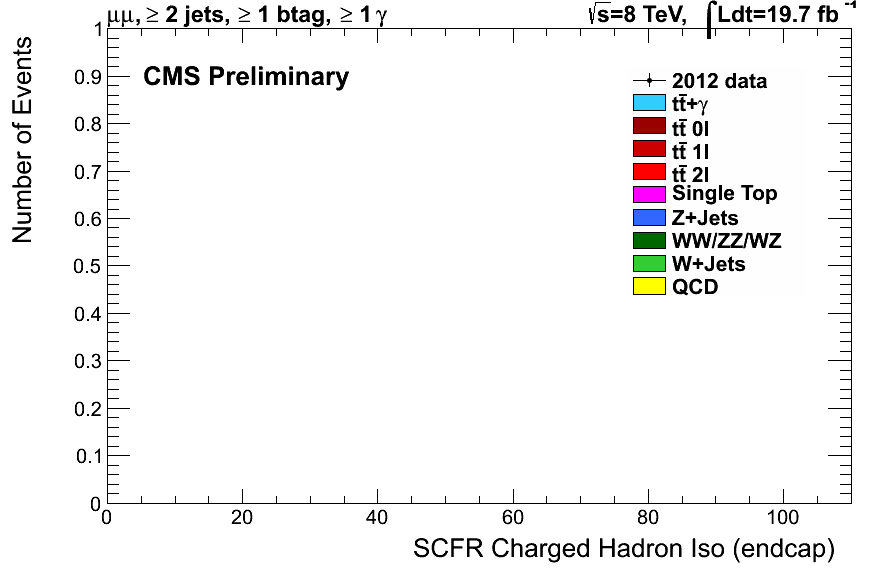 μμ, ≥ 2 jets, ≥ 1 btag, ≥ 1 γ
√s=8 TeV, ∫Ldt=19.7 fb⁻¹
CMS Preliminary
2012 data
tt̄+γ
tt̄ 0l
tt̄ 1l
tt̄ 2l
Single Top
Z+Jets
WW/ZZ/WZ
W+Jets
QCD
Number of Events
1
0.9
0.8
0.7
0.6
0.5
0.4
0.3
0.2
0.1
0
0 20 40 60 80 100
SCFR Charged Hadron Iso (endcap)